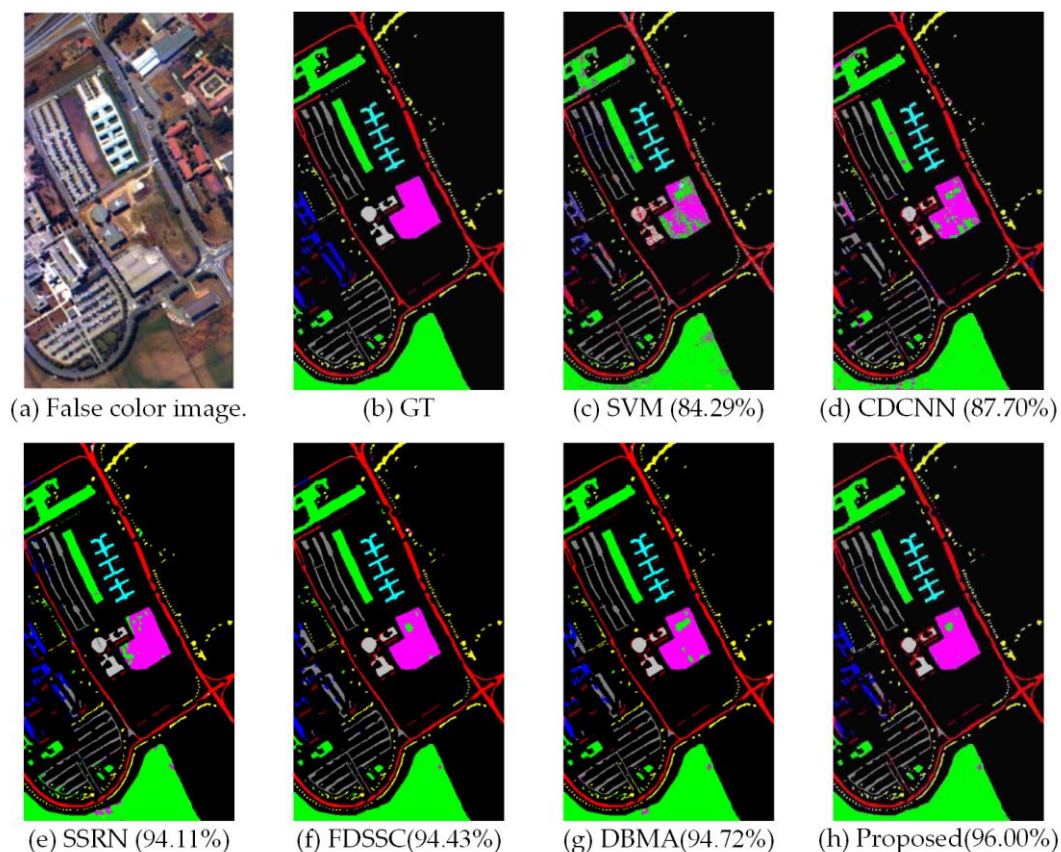 (a) False color image.
(b) GT
(c) SVM (84.29%)
(d) CDCNN (87.70%)
(e) SSRN (94.11%)
(f) FDSSC(94.43%)
(g) DBMA(94.72%)
(h) Proposed(96.00%)